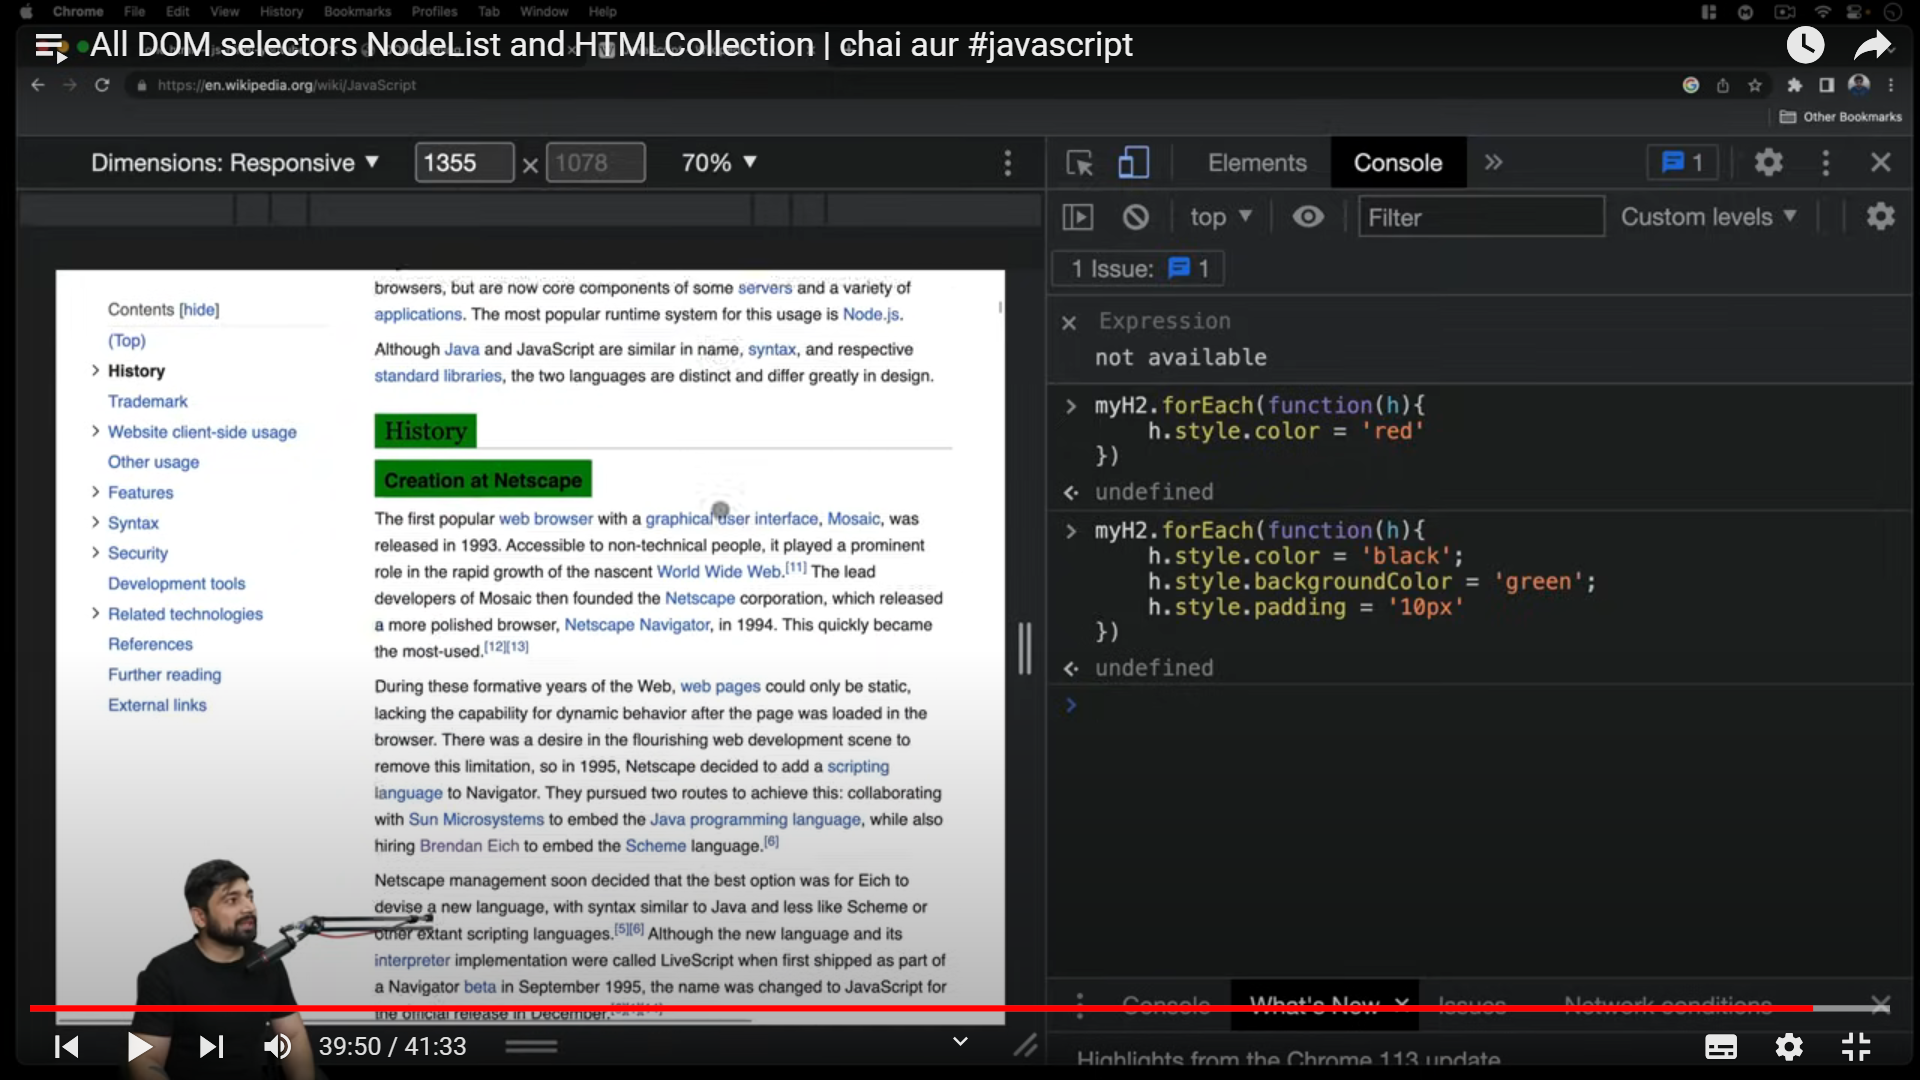 Chrome File Edit View History Bookmarks Profiles Tab Window Help
All DOM selectors NodeList and HTMLCollection | chai aur #javascript
https://en.wikipedia.org/wiki/JavaScript
Other Bookmarks
Dimensions: Responsive ▼ 1355 × 1078 70% ▼
Elements Console » 1
top ▼ Filter Custom levels ▼
1 Issue: 1
Contents [hide]
(Top)
History
Trademark
Website client-side usage
Other usage
Features
Syntax
Security
Development tools
Related technologies
References
Further reading
External links
browsers, but are now core components of some servers and a variety of
applications. The most popular runtime system for this usage is Node.js.
Although Java and JavaScript are similar in name, syntax, and respective
standard libraries, the two languages are distinct and differ greatly in design.
History
Creation at Netscape
The first popular web browser with a graphical user interface, Mosaic, was
released in 1993. Accessible to non-technical people, it played a prominent
role in the rapid growth of the nascent World Wide Web.[11] The lead
developers of Mosaic then founded the Netscape corporation, which released
a more polished browser, Netscape Navigator, in 1994. This quickly became
the most-used.[12][13]
During these formative years of the Web, web pages could only be static,
lacking the capability for dynamic behavior after the page was loaded in the
browser. There was a desire in the flourishing web development scene to
remove this limitation, so in 1995, Netscape decided to add a scripting
language to Navigator. They pursued two routes to achieve this: collaborating
with Sun Microsystems to embed the Java programming language, while also
hiring Brendan Eich to embed the Scheme language.[6]
Netscape management soon decided that the best option was for Eich to
devise a new language, with syntax similar to Java and less like Scheme or
other extant scripting languages.[5][6] Although the new language and its
interpreter implementation were called LiveScript when first shipped as part of
a Navigator beta in September 1995, the name was changed to JavaScript for
the official release in December.
× Expression
not available
> myH2.forEach(function(h){
h.style.color = 'red'
})
undefined
> myH2.forEach(function(h){
h.style.color = 'black';
h.style.backgroundColor = 'green';
h.style.padding = '10px'
})
undefined
>
Console What's New × Issues Network conditions
Highlights from the Chrome 113 update
39:50 / 41:33